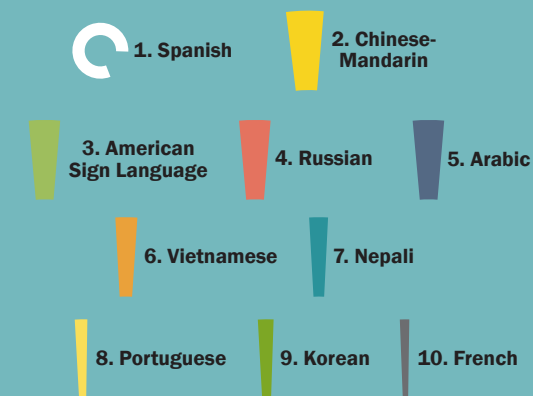 1. Spanish
2. Chinese-
Mandarin
3. American
Sign Language
4. Russian
5. Arabic
6. Vietnamese
7. Nepali
8. Portuguese
9. Korean
10. French